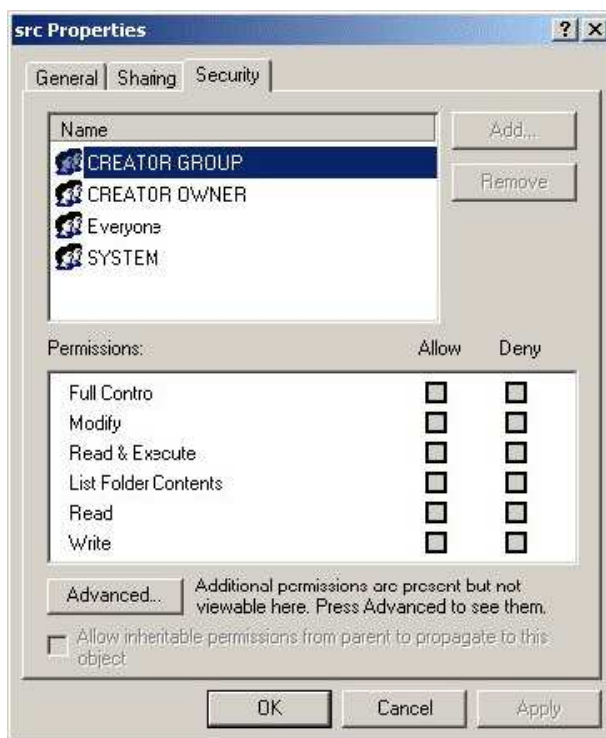 src Properties
General Sharing Security
Name
CREATOR GROUP
CREATOR OWNER
Everyone
SYSTEM
Add...
Remove
Permissions: Allow Deny
Full Contro
Modify
Read & Execute
List Folder Contents
Read
Write
Advanced... Additional permissions are present but not
viewable here. Press Advanced to see them.
Allow inheritable permissions from parent to propagate to this
object
OK Cancel Apply